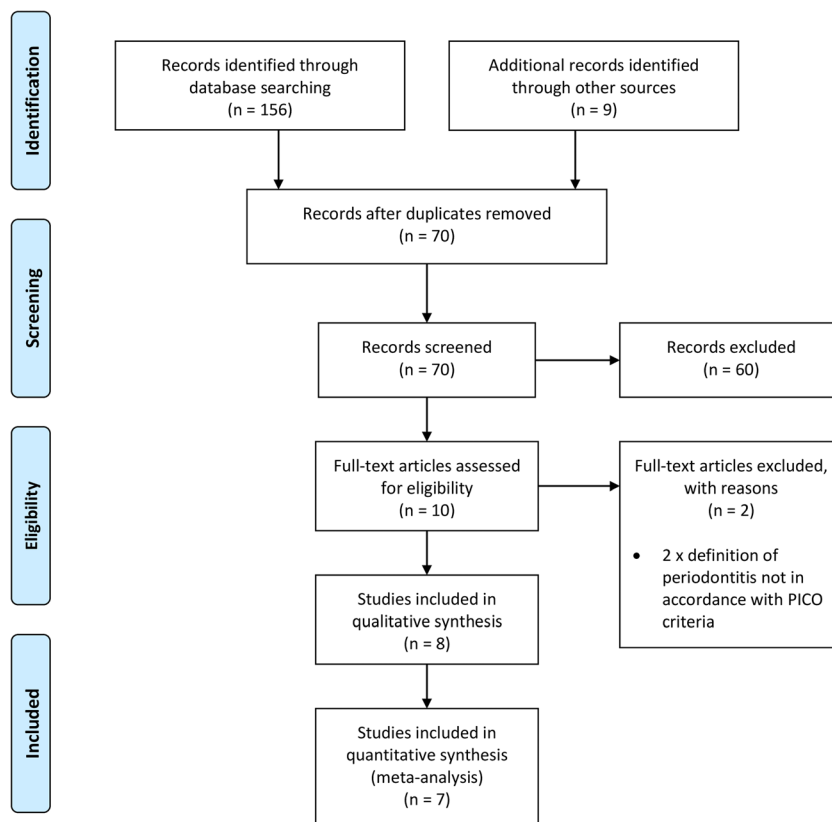 Identification
Records identified through
database searching
(n = 156)
Additional records identified
through other sources
(n = 9)
Records after duplicates removed
(n = 70)
Screening
Records screened
(n = 70)
Records excluded
(n = 60)
Eligibility
Full-text articles assessed
for eligibility
(n = 10)
Full-text articles excluded,
with reasons
(n = 2)
• 2 x definition of
periodontitis not in
accordance with PICO
criteria
Studies included in
qualitative synthesis
(n = 8)
Included
Studies included in
quantitative synthesis
(meta-analysis)
(n = 7)